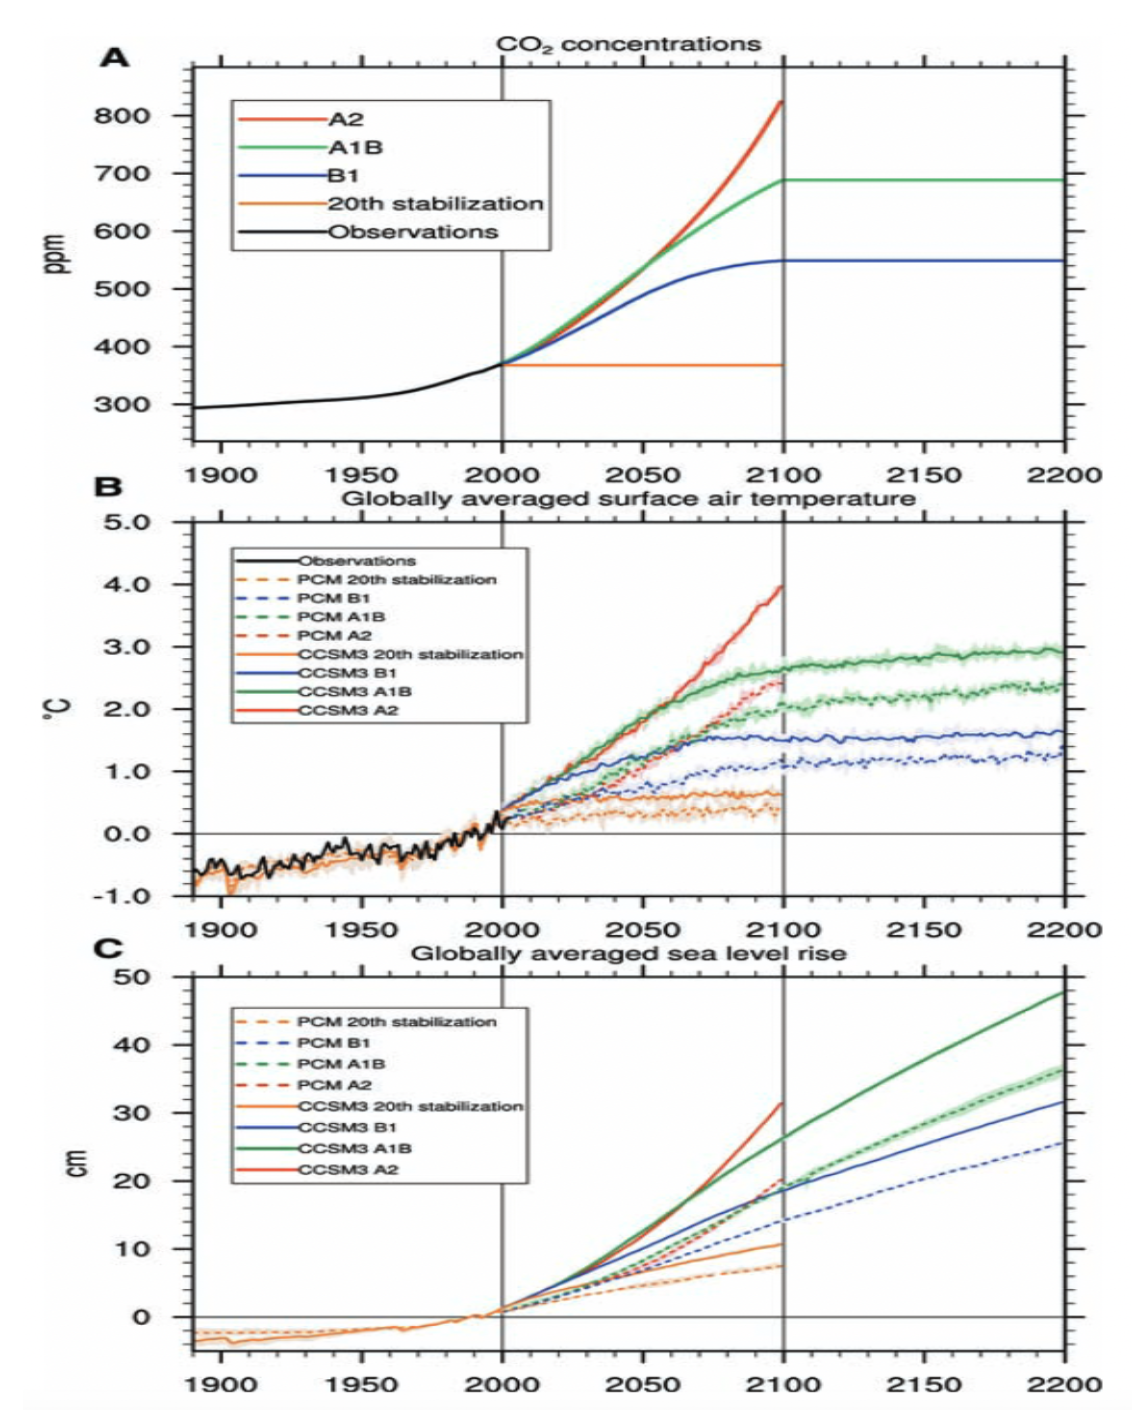 A
CO₂ concentrations
800
700
600
500
400
300
ppm
A2
A1B
B1
20th stabilization
Observations
1900 1950 2000 2050 2100 2150 2200
B
Globally averaged surface air temperature
5.0
4.0
3.0
2.0
1.0
0.0
-1.0
°C
Observations
PCM 20th stabilization
PCM B1
PCM A1B
PCM A2
CCSM3 20th stabilization
CCSM3 B1
CCSM3 A1B
CCSM3 A2
1900 1950 2000 2050 2100 2150 2200
C
Globally averaged sea level rise
50
40
30
20
10
0
cm
PCM 20th stabilization
PCM B1
PCM A1B
PCM A2
CCSM3 20th stabilization
CCSM3 B1
CCSM3 A1B
CCSM3 A2
1900 1950 2000 2050 2100 2150 2200